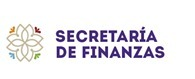 SECRETARÍA
DE FINANZAS